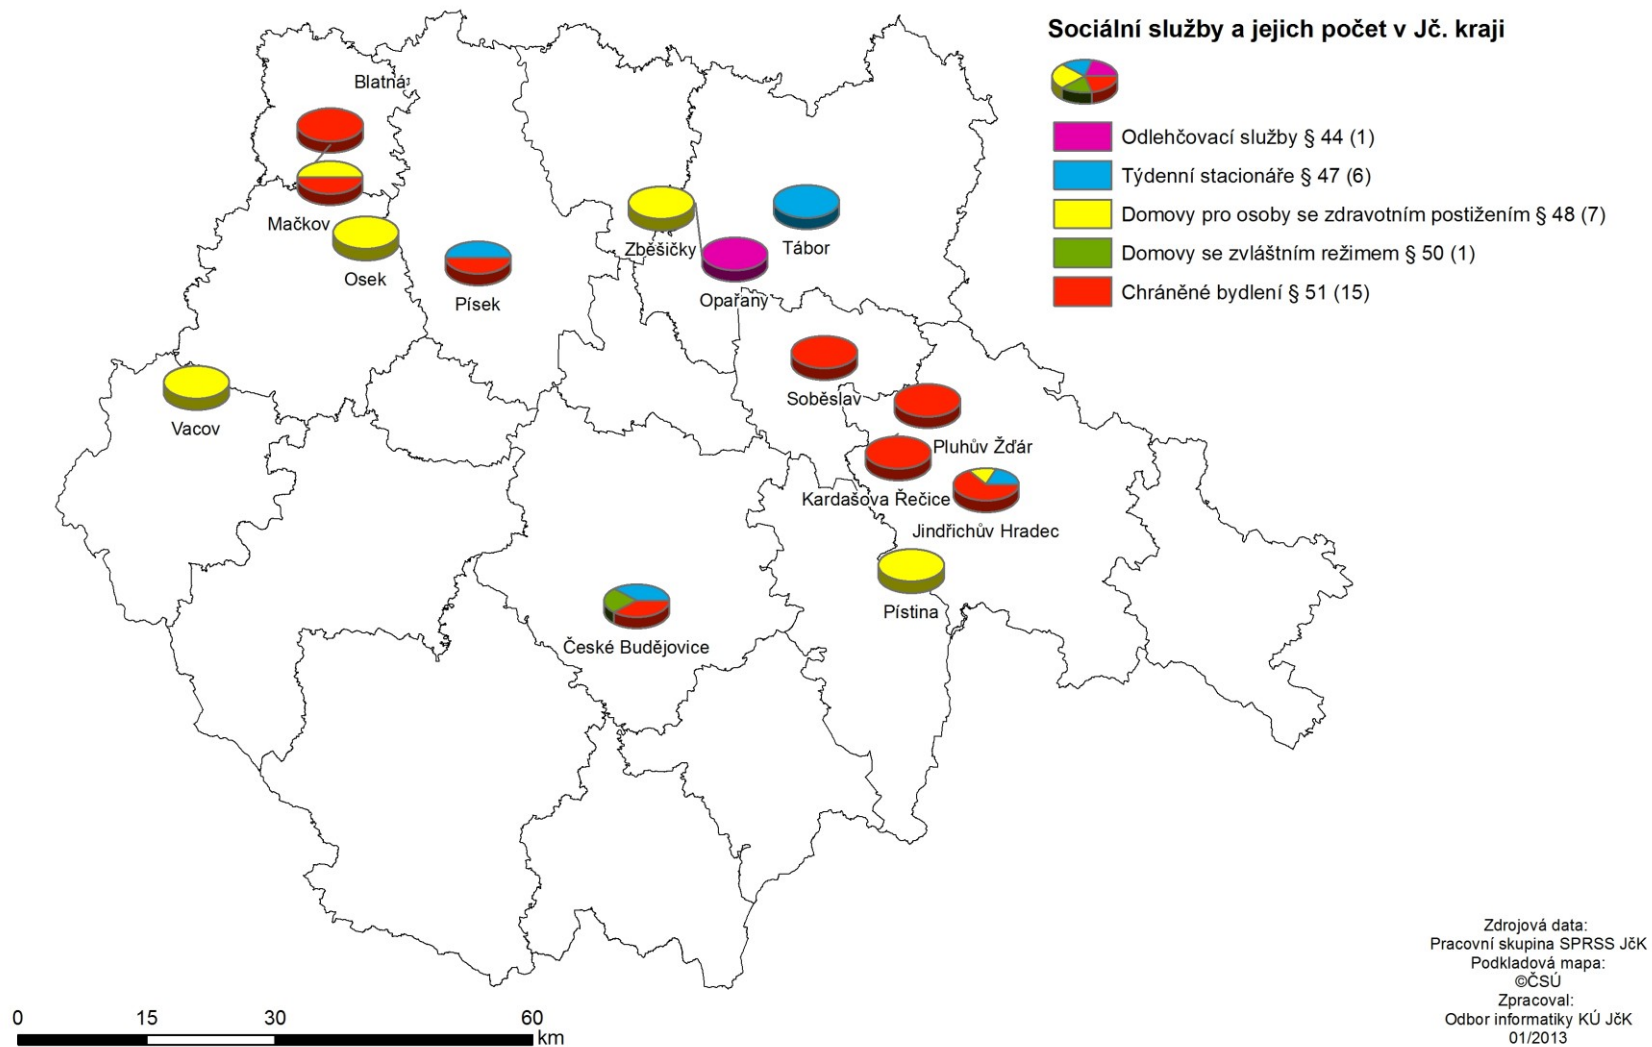 Sociální služby a jejich počet v Jč. kraji
Odlehčovací služby § 44 (1)
Týdenní stacionáře § 47 (6)
Domovy pro osoby se zdravotním postižením § 48 (7)
Domovy se zvláštním režimem § 50 (1)
Chráněné bydlení § 51 (15)
Blatná
Mačkov
Osek
Písek
Zběšičky
Tábor
Opařany
Vacov
Soběslav
Pluhův Žďár
Kardašova Řečice
Jindřichův Hradec
Pístina
České Budějovice
Zdrojová data:
Pracovní skupina SPRSS JčK
Podkladová mapa:
©ČSÚ
Zpracoval:
Odbor informatiky KÚ JčK
01/2013
0 15 30 60
km